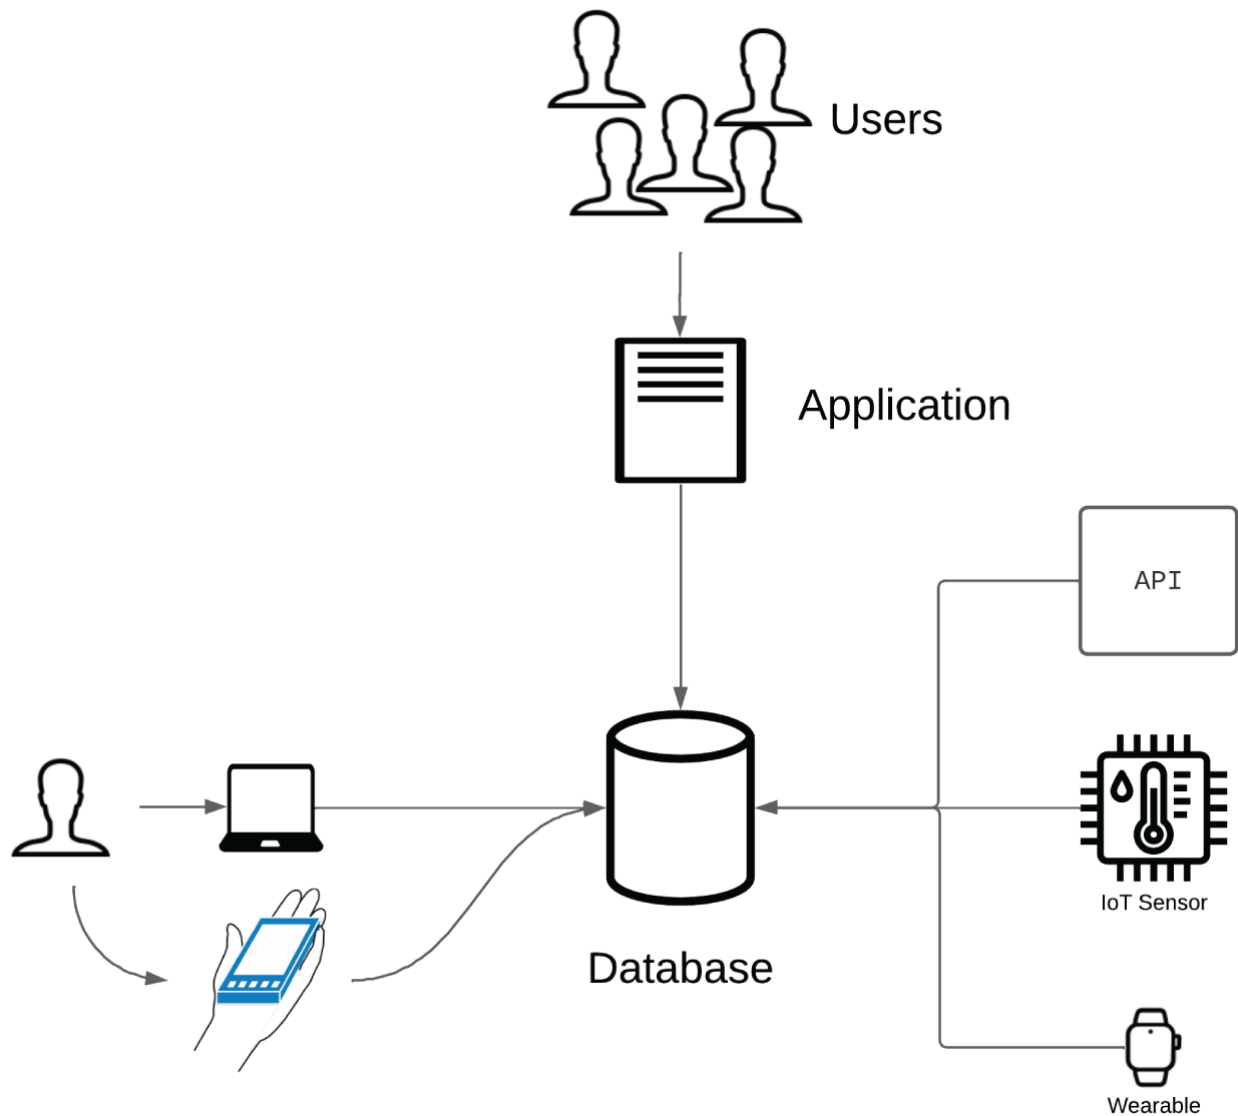 Users
Application
API
IoT Sensor
Database
Wearable